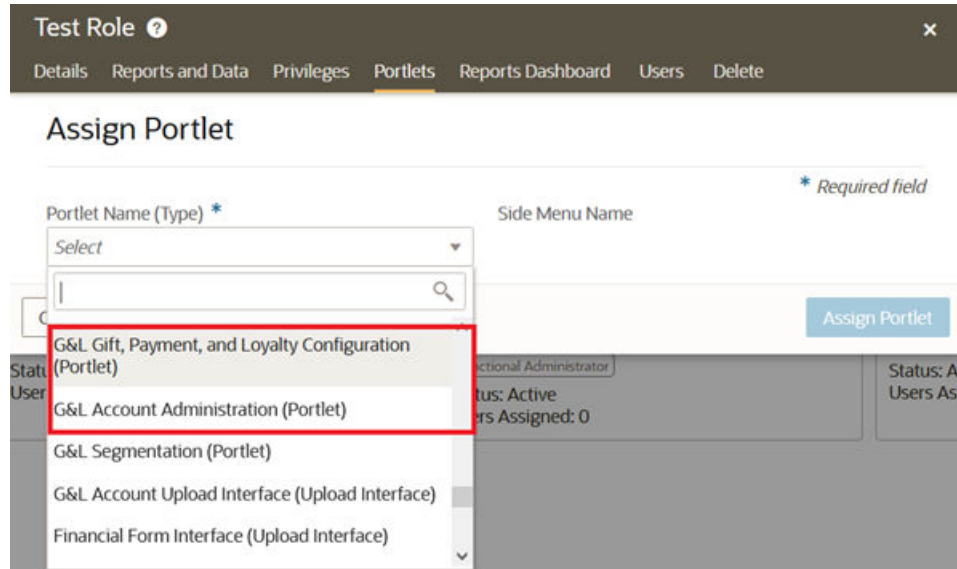 Test Role ?
Details Reports and Data Privileges Portlets Reports Dashboard Users Delete
Assign Portlet
* Required field
Portlet Name (Type) * Side Menu Name
Select
G&L Gift, Payment, and Loyalty Configuration
(Portlet)
G&L Account Administration (Portlet)
G&L Segmentation (Portlet)
G&L Account Upload Interface (Upload Interface)
Financial Form Interface (Upload Interface)
Assign Portlet
Status: Active
Users Assigned: 0
Status: A
Users As